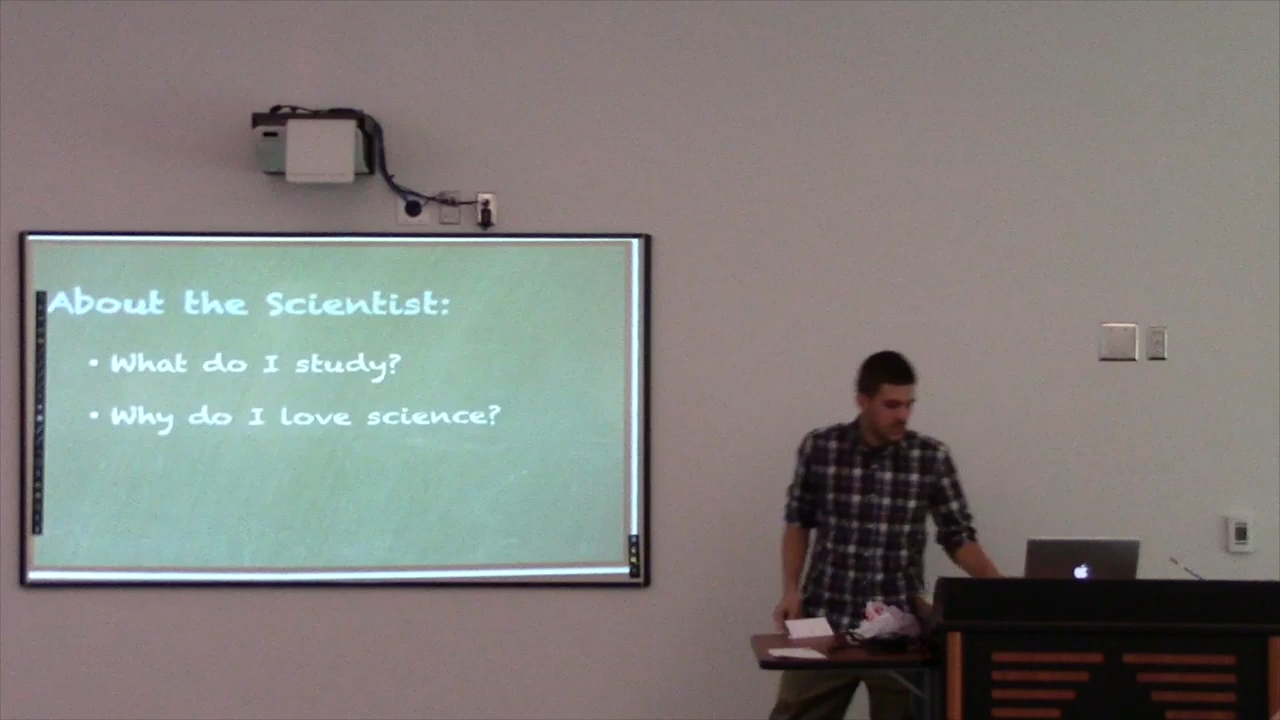 About the Scientist:
• What do I study?
• Why do I love science?